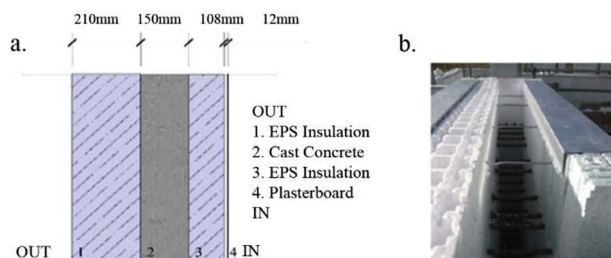 210mm 150mm 108mm 12mm
a.
b.
OUT
1. EPS Insulation
2. Cast Concrete
3. EPS Insulation
4. Plasterboard
IN
OUT 1 2 3 4 IN